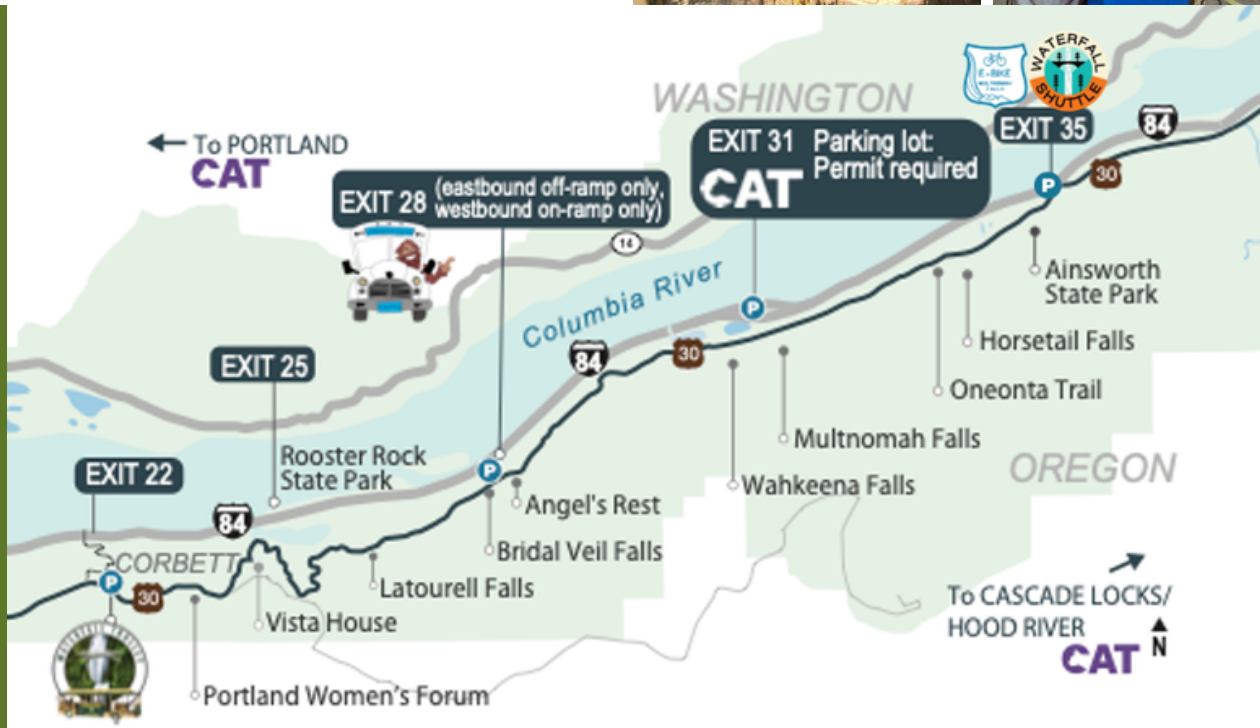 WASHINGTON
E-BIKE
MULTNOMAH
FALLS
WATERFALL
SHUTTLE
← To PORTLAND
CAT
EXIT 28 (eastbound off-ramp only,
westbound on-ramp only)
EXIT 31 Parking lot:
Permit required
CAT
EXIT 35
84
30
P
14
Columbia River
Ainsworth
State Park
P
Horsetail Falls
84
30
EXIT 25
Oneonta Trail
Multnomah Falls
Rooster Rock
State Park
EXIT 22
P
OREGON
Wahkeena Falls
Angel's Rest
84
Bridal Veil Falls
CORBETT
P
30
Latourell Falls
Vista House
To CASCADE LOCKS/
HOOD RIVER
CAT
N
Portland Women's Forum